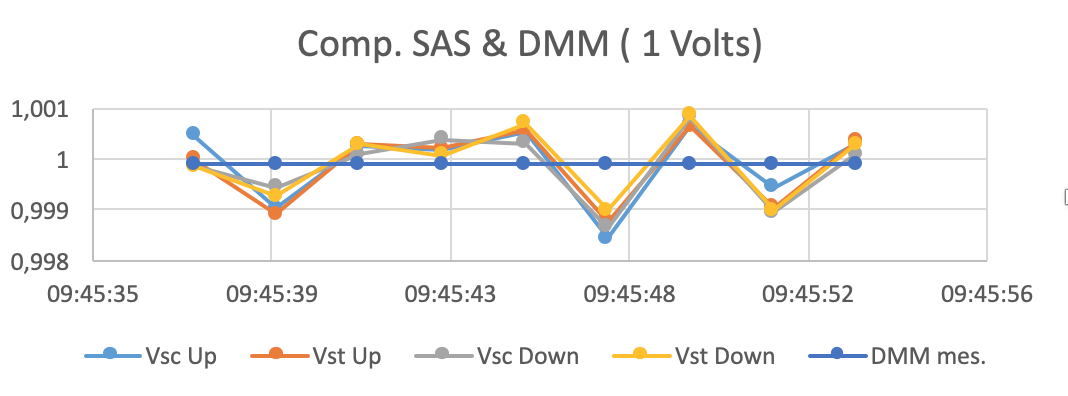 Comp. SAS & DMM ( 1 Volts)
1,001
1
0,999
0,998
09:45:35 09:45:39 09:45:43 09:45:48 09:45:52 09:45:56
Vsc Up Vst Up Vsc Down Vst Down DMM mes.